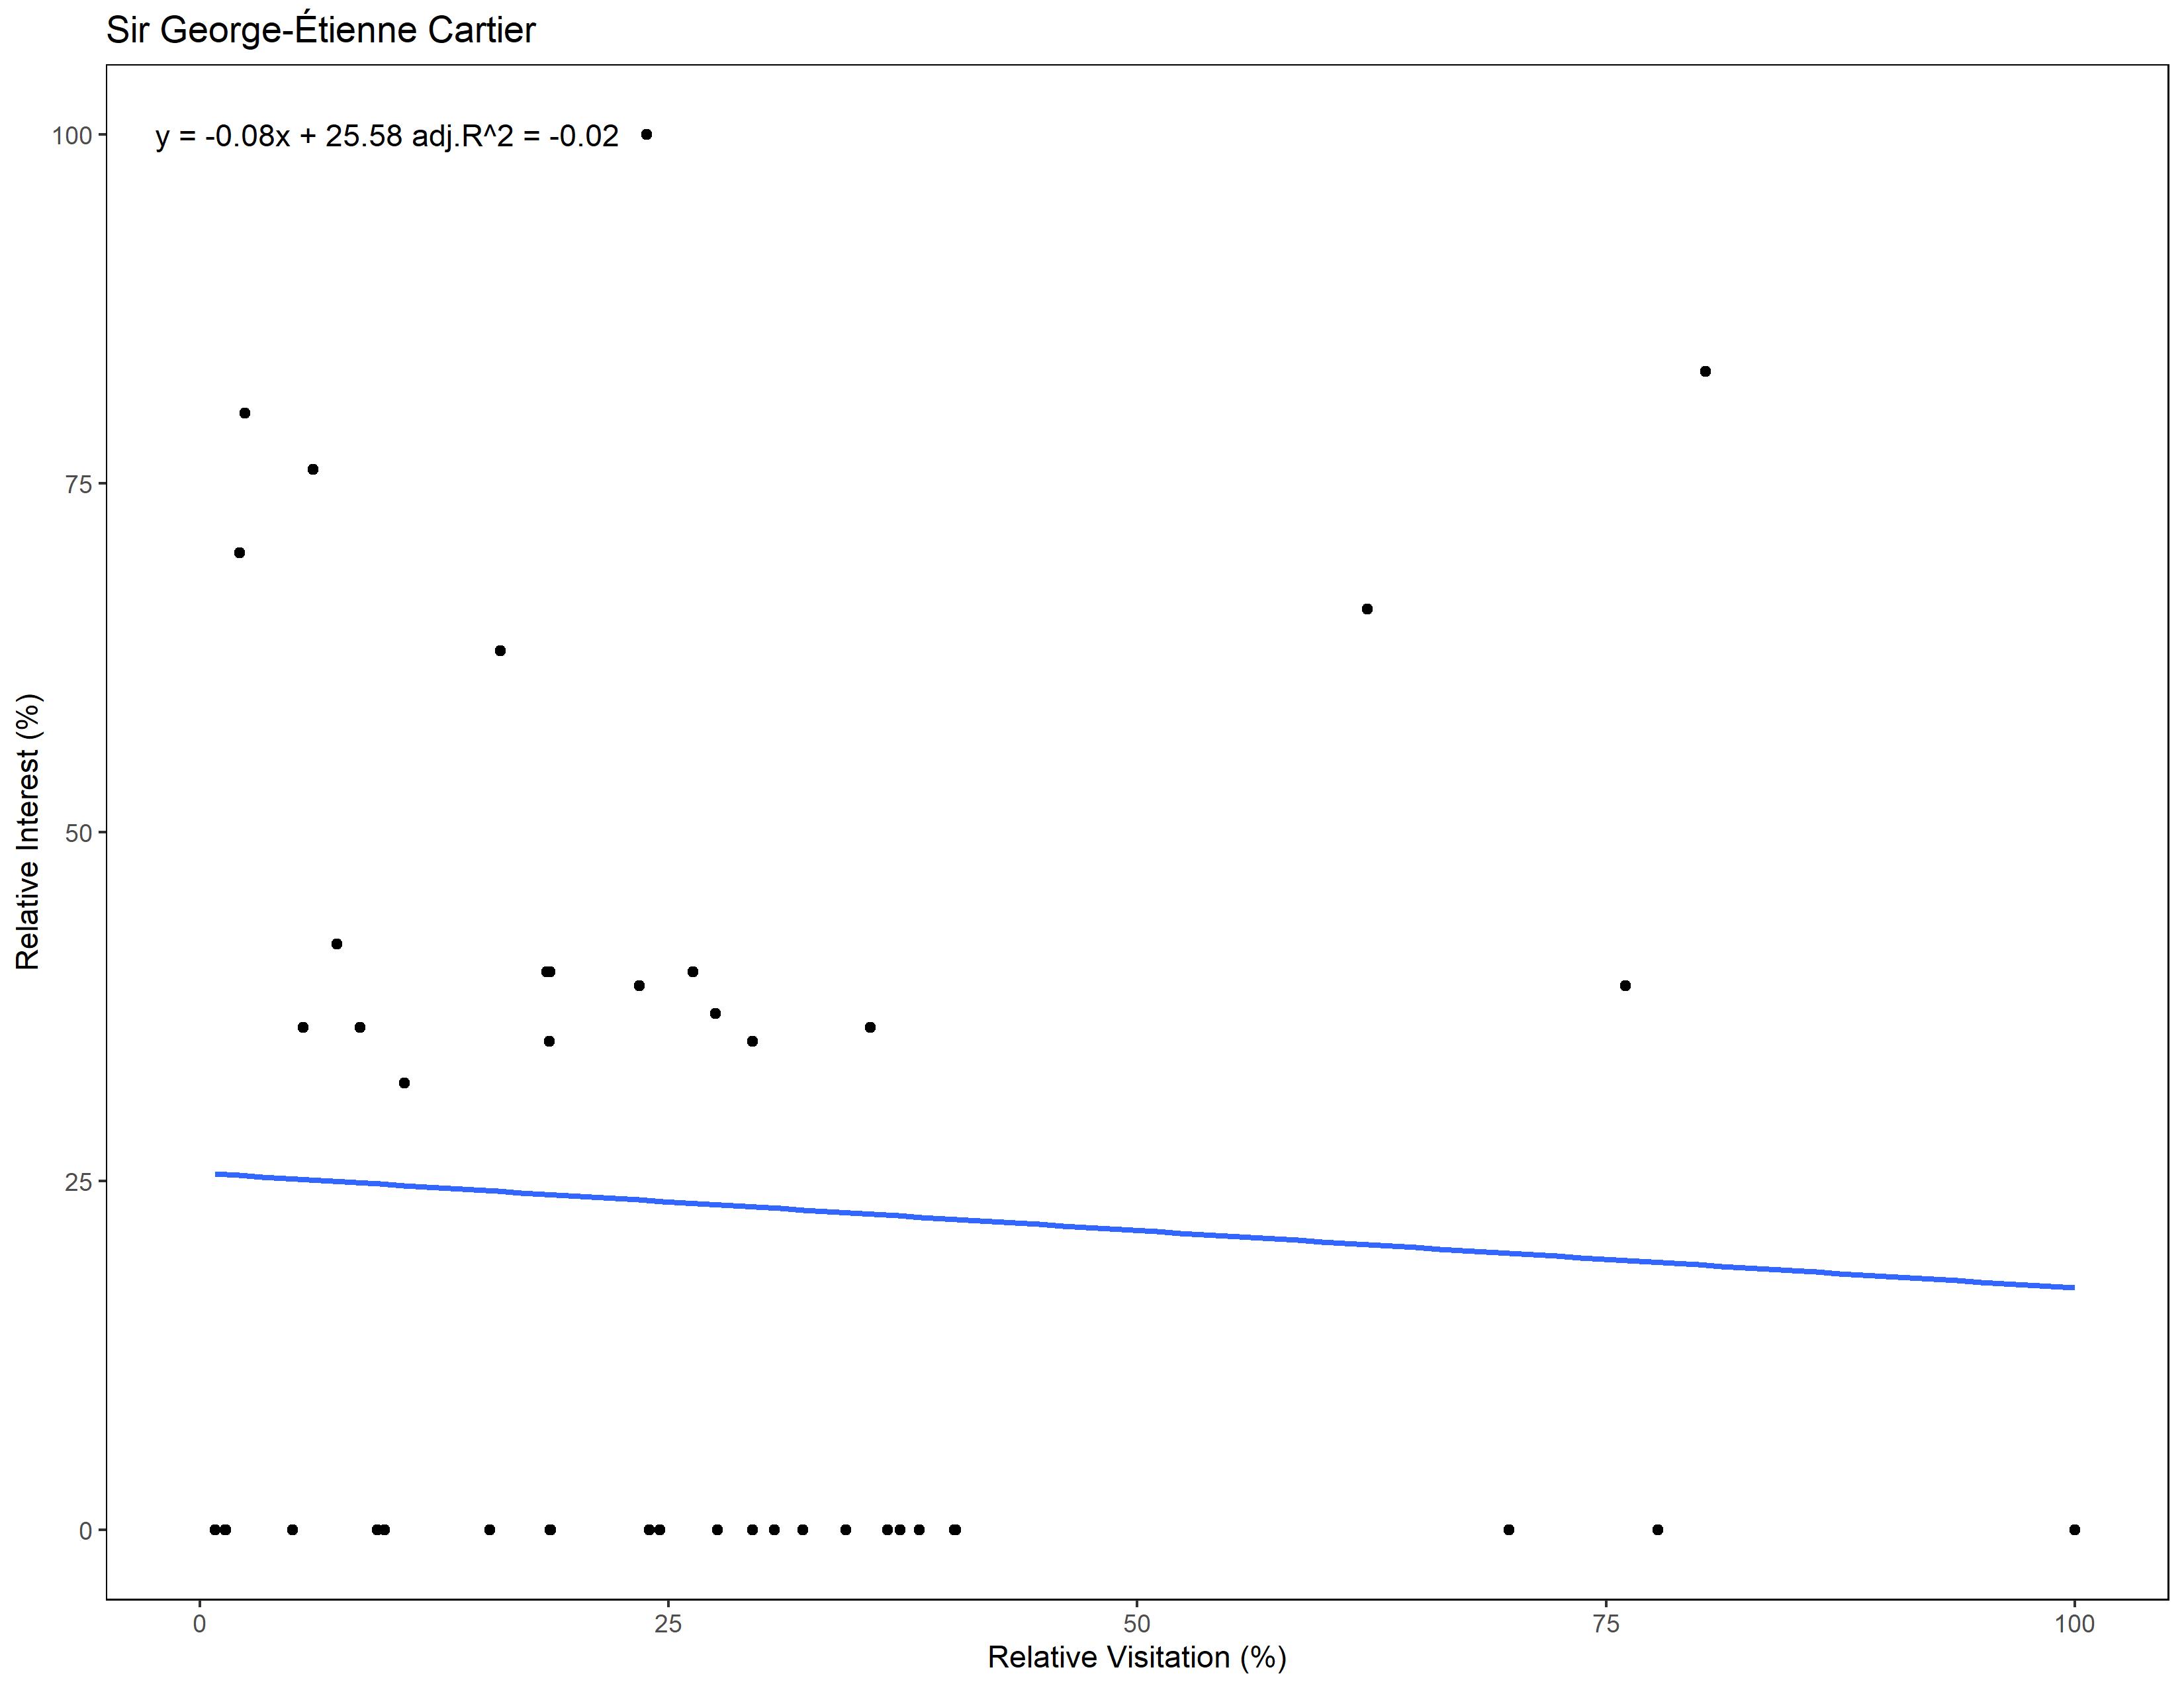 Sir George-Étienne Cartier
y = -0.08x + 25.58 adj.R^2 = -0.02
100
75
50
25
0
Relative Interest (%)
0 25 50 75 100
Relative Visitation (%)